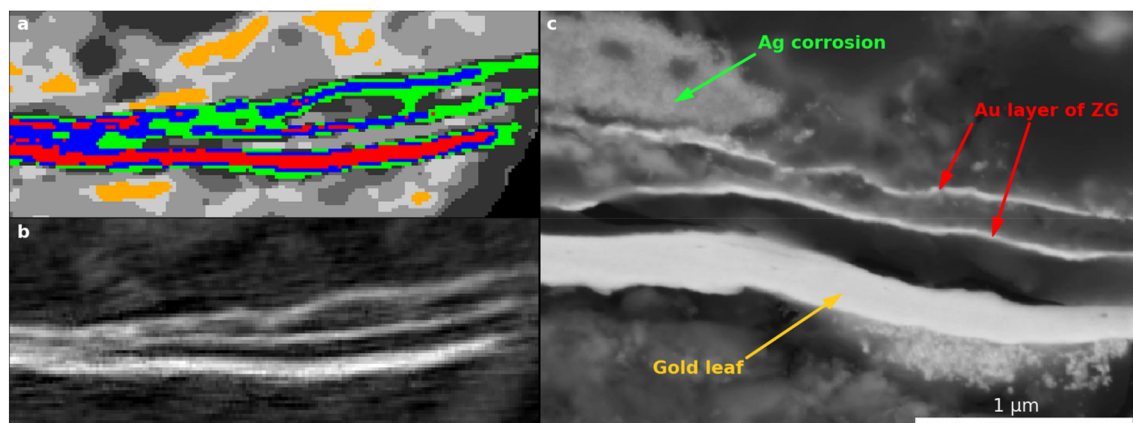 a
c
Ag corrosion
Au layer of ZG
b
Gold leaf
1 µm